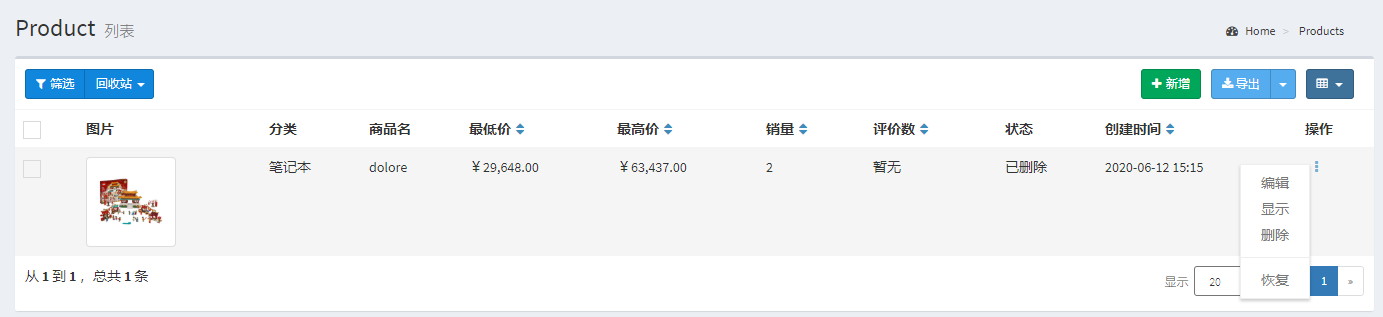 Product 列表
Home > Products
筛选 回收站
新增 导出
图片 分类 商品名 最低价 最高价 销量 评价数 状态 创建时间 操作
笔记本 dolore ￥29,648.00 ￥63,437.00 2 暂无 已删除 2020-06-12 15:15
编辑
显示
删除
恢复
从 1 到 1 ，总共 1 条
显示 20 1 »